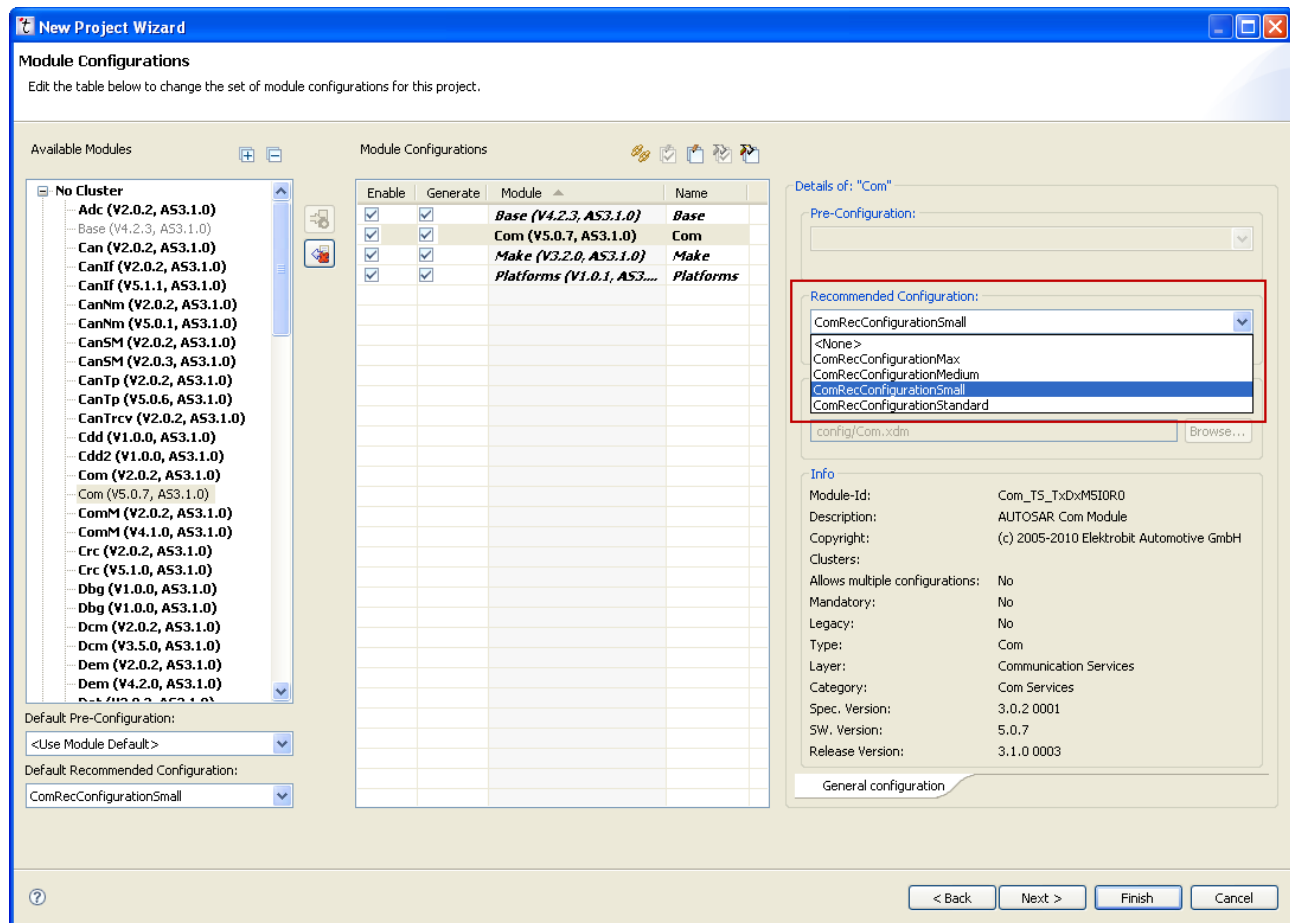 New Project Wizard
Module Configurations
Edit the table below to change the set of module configurations for this project.
Available Modules
No Cluster
Adc (V2.0.2, AS3.1.0)
Base (V4.2.3, AS3.1.0)
Can (V2.0.2, AS3.1.0)
CanIf (V2.0.2, AS3.1.0)
CanIf (V5.1.1, AS3.1.0)
CanNm (V2.0.2, AS3.1.0)
CanNm (V5.0.1, AS3.1.0)
CanSM (V2.0.2, AS3.1.0)
CanSM (V2.0.3, AS3.1.0)
CanTp (V2.0.2, AS3.1.0)
CanTp (V5.0.6, AS3.1.0)
CanTrcv (V2.0.2, AS3.1.0)
Cdd (V1.0.0, AS3.1.0)
Cdd2 (V1.0.0, AS3.1.0)
Com (V2.0.2, AS3.1.0)
Com (V5.0.7, AS3.1.0)
ComM (V2.0.2, AS3.1.0)
ComM (V4.1.0, AS3.1.0)
Crc (V2.0.2, AS3.1.0)
Crc (V5.1.0, AS3.1.0)
Dbg (V1.0.0, AS3.1.0)
Dbg (V1.0.0, AS3.1.0)
Dcm (V2.0.2, AS3.1.0)
Dcm (V3.5.0, AS3.1.0)
Dem (V2.0.2, AS3.1.0)
Dem (V4.2.0, AS3.1.0)
Default Pre-Configuration:
<Use Module Default>
Default Recommended Configuration:
ComRecConfigurationSmall
Module Configurations
Enable Generate Module Name
Base (V4.2.3, AS3.1.0) Base
Com (V5.0.7, AS3.1.0) Com
Make (V3.2.0, AS3.1.0) Make
Platforms (V1.0.1, AS3.... Platforms
Details of: "Com"
Pre-Configuration:
Recommended Configuration:
ComRecConfigurationSmall
<None>
ComRecConfigurationMax
ComRecConfigurationMedium
ComRecConfigurationSmall
ComRecConfigurationStandard
config/Com.xdm Browse...
Info
Module-Id: Com_TS_TxDxM5I0R0
Description: AUTOSAR Com Module
Copyright: (c) 2005-2010 Elektrobit Automotive GmbH
Clusters:
Allows multiple configurations: No
Mandatory: No
Legacy: No
Type: Com
Layer: Communication Services
Category: Com Services
Spec. Version: 3.0.2 0001
SW. Version: 5.0.7
Release Version: 3.1.0 0003
General configuration
< Back Next > Finish Cancel